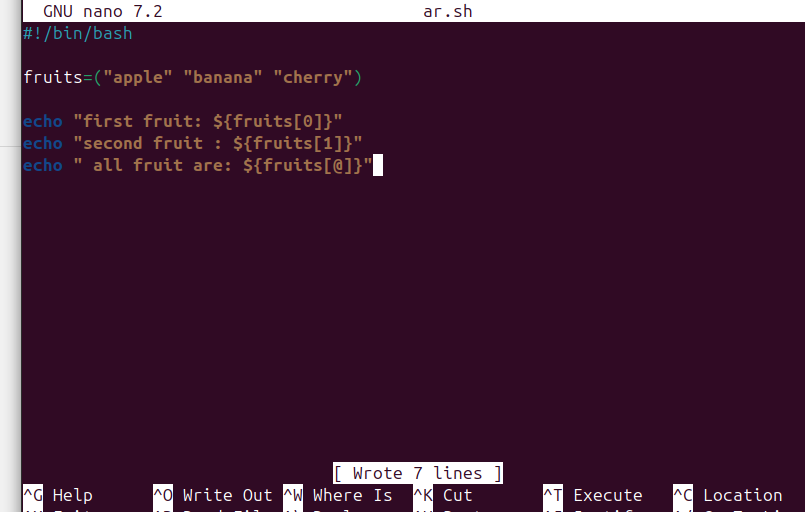 GNU nano 7.2 ar.sh
#!/bin/bash
fruits=("apple" "banana" "cherry")
echo "first fruit: ${fruits[0]}"
echo "second fruit : ${fruits[1]}"
echo " all fruit are: ${fruits[@]}"
[ Wrote 7 lines ]
^G Help ^O Write Out ^W Where Is ^K Cut ^T Execute ^C Location